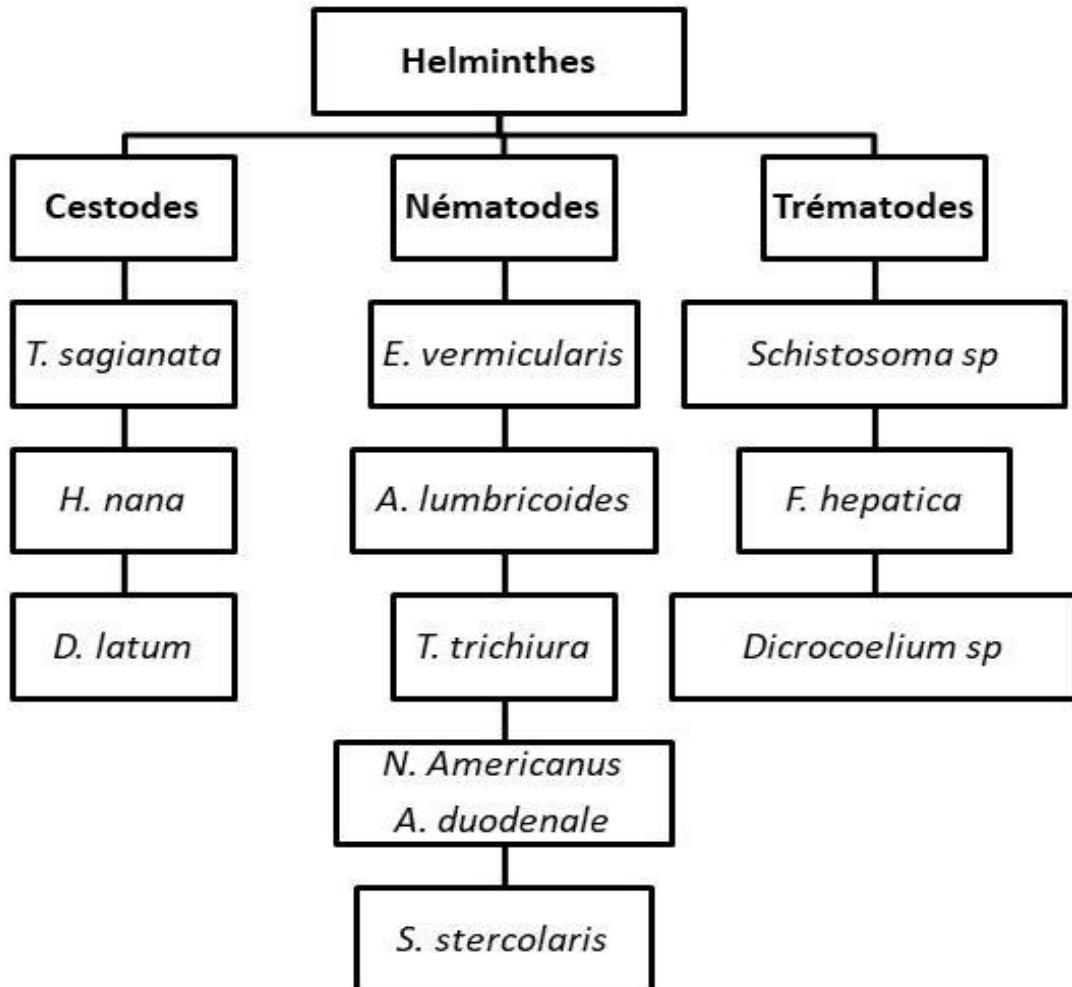 Helminthes
Cestodes
Nématodes
Trématodes
T. sagianata
E. vermicularis
Schistosoma sp
H. nana
A. lumbricoides
F. hepatica
D. latum
T. trichiura
Dicrocoelium sp
N. Americanus
A. duodenale
S. stercolaris